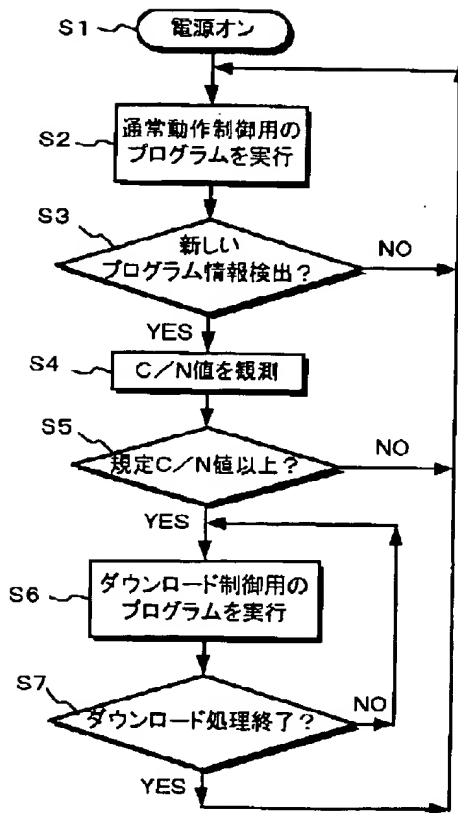 S1
電源オン
S2
通常動作制御用の
プログラムを実行
S3
新しい
プログラム情報検出？
NO
YES
S4
C／N値を観測
S5
規定C／N値以上？
NO
YES
S6
ダウンロード制御用の
プログラムを実行
S7
ダウンロード処理終了？
NO
YES